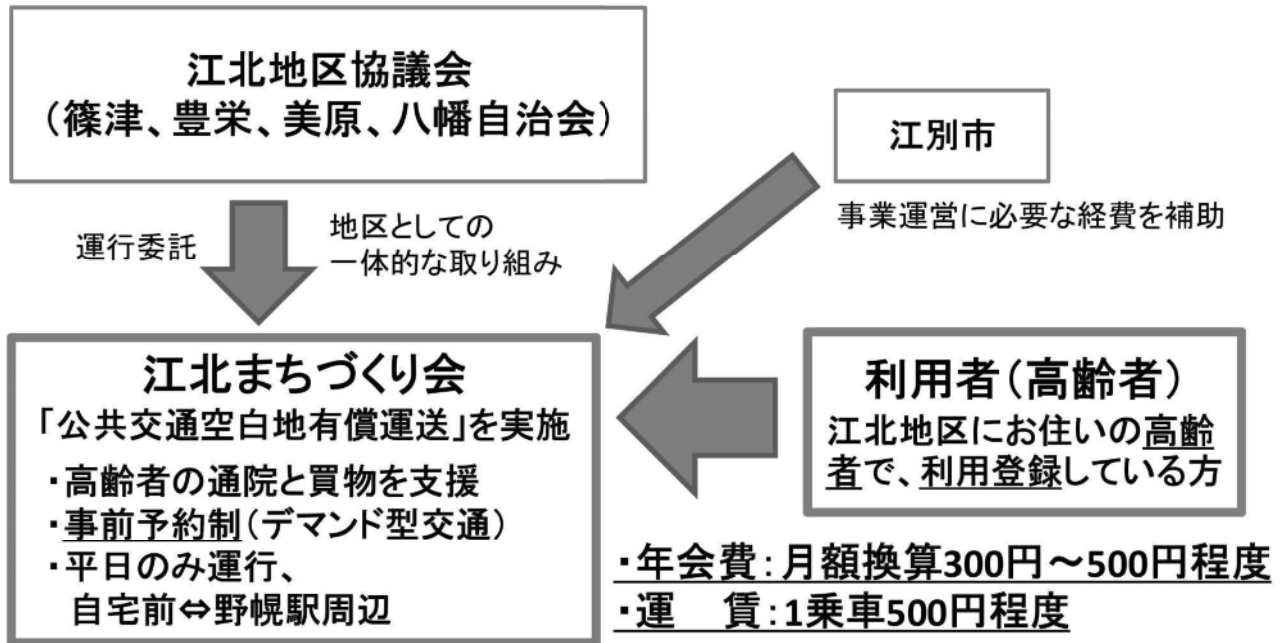 江北地区協議会
（篠津、豊栄、美原、八幡自治会）
江別市
事業運営に必要な経費を補助
運行委託
地区としての
一体的な取り組み
江北まちづくり会
「公共交通空白地有償運送」を実施
・高齢者の通院と買物を支援
・事前予約制（デマンド型交通）
・平日のみ運行、
自宅前⇔野幌駅周辺
利用者（高齢者）
江北地区にお住いの高齢
者で、利用登録している方
・年会費：月額換算300円～500円程度
・運　賃：1乗車500円程度